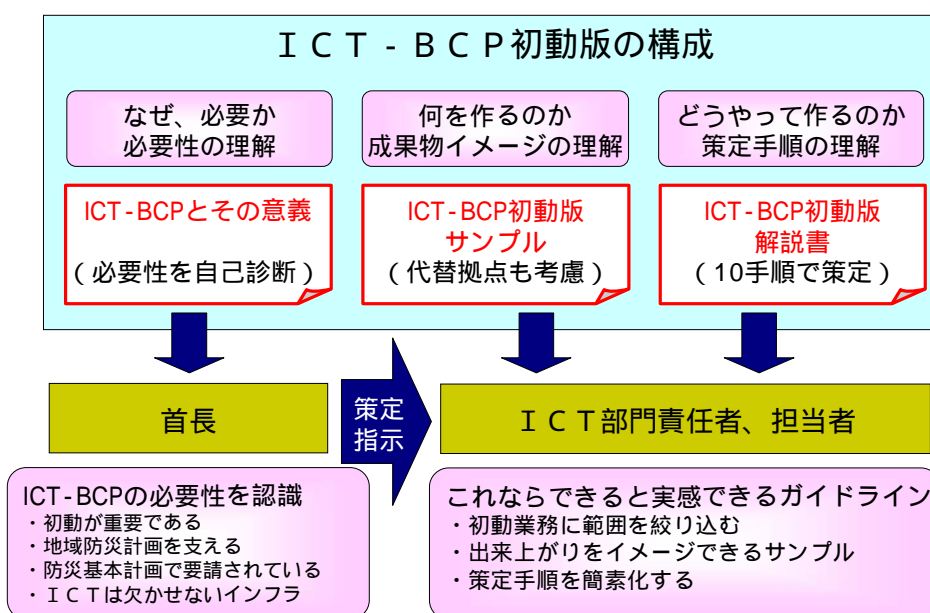 ＩＣＴ‐ＢＣＰ初動版の構成
なぜ、必要か
必要性の理解
何を作るのか
成果物イメージの理解
どうやって作るのか
策定手順の理解
ICT-BCPとその意義
（必要性を自己診断）
ICT-BCP初動版
サンプル
（代替拠点も考慮）
ICT-BCP初動版
解説書
（10手順で策定）
首長
策定
指示
ＩＣＴ部門責任者、担当者
ICT-BCPの必要性を認識
・初動が重要である
・地域防災計画を支える
・防災基本計画で要請されている
・ＩＣＴは欠かせないインフラ
これならできると実感できるガイドライン
・初動業務に範囲を絞り込む
・出来上がりをイメージできるサンプル
・策定手順を簡素化する